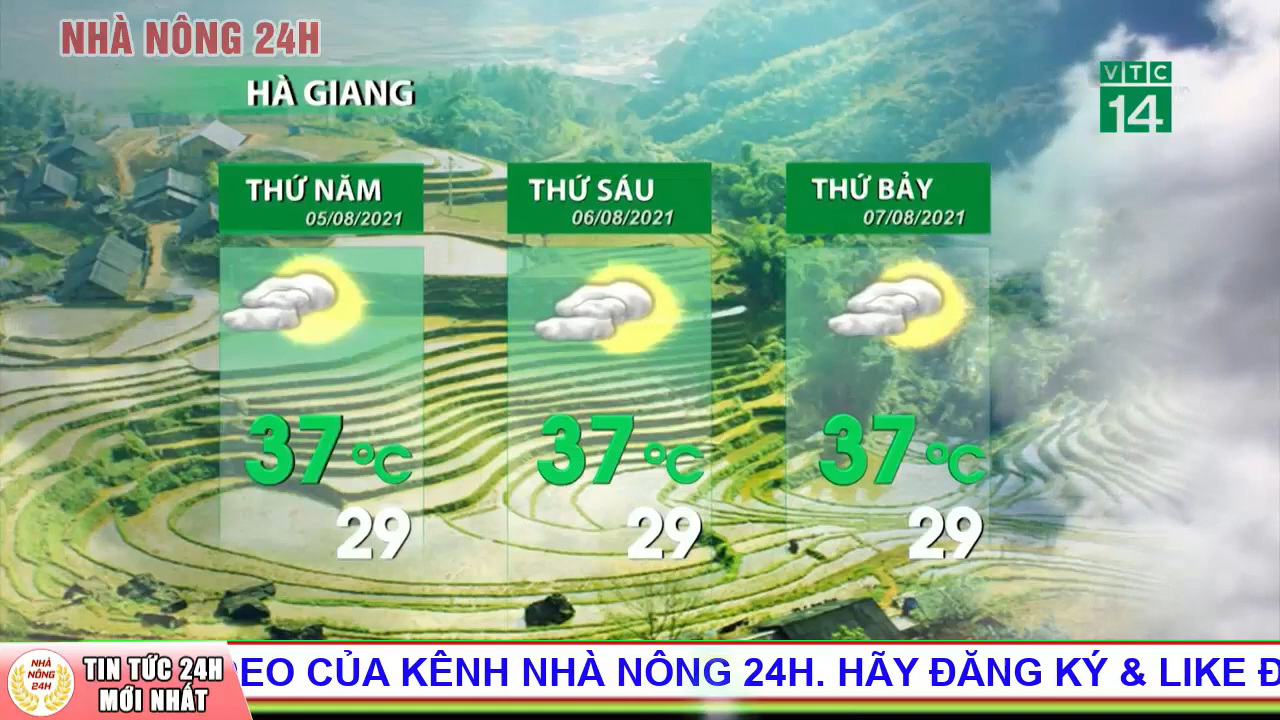 NHÀ NÔNG 24H
HÀ GIANG
VTC
14
THỨ NĂM
05/08/2021
THỨ SÁU
06/08/2021
THỨ BẢY
07/08/2021
37°C
29
37°C
29
37°C
29
NHÀ
NÔNG
24H
TIN TỨC 24H
MỚI NHẤT
CỦA KÊNH NHÀ NÔNG 24H. HÃY ĐĂNG KÝ & LIKE